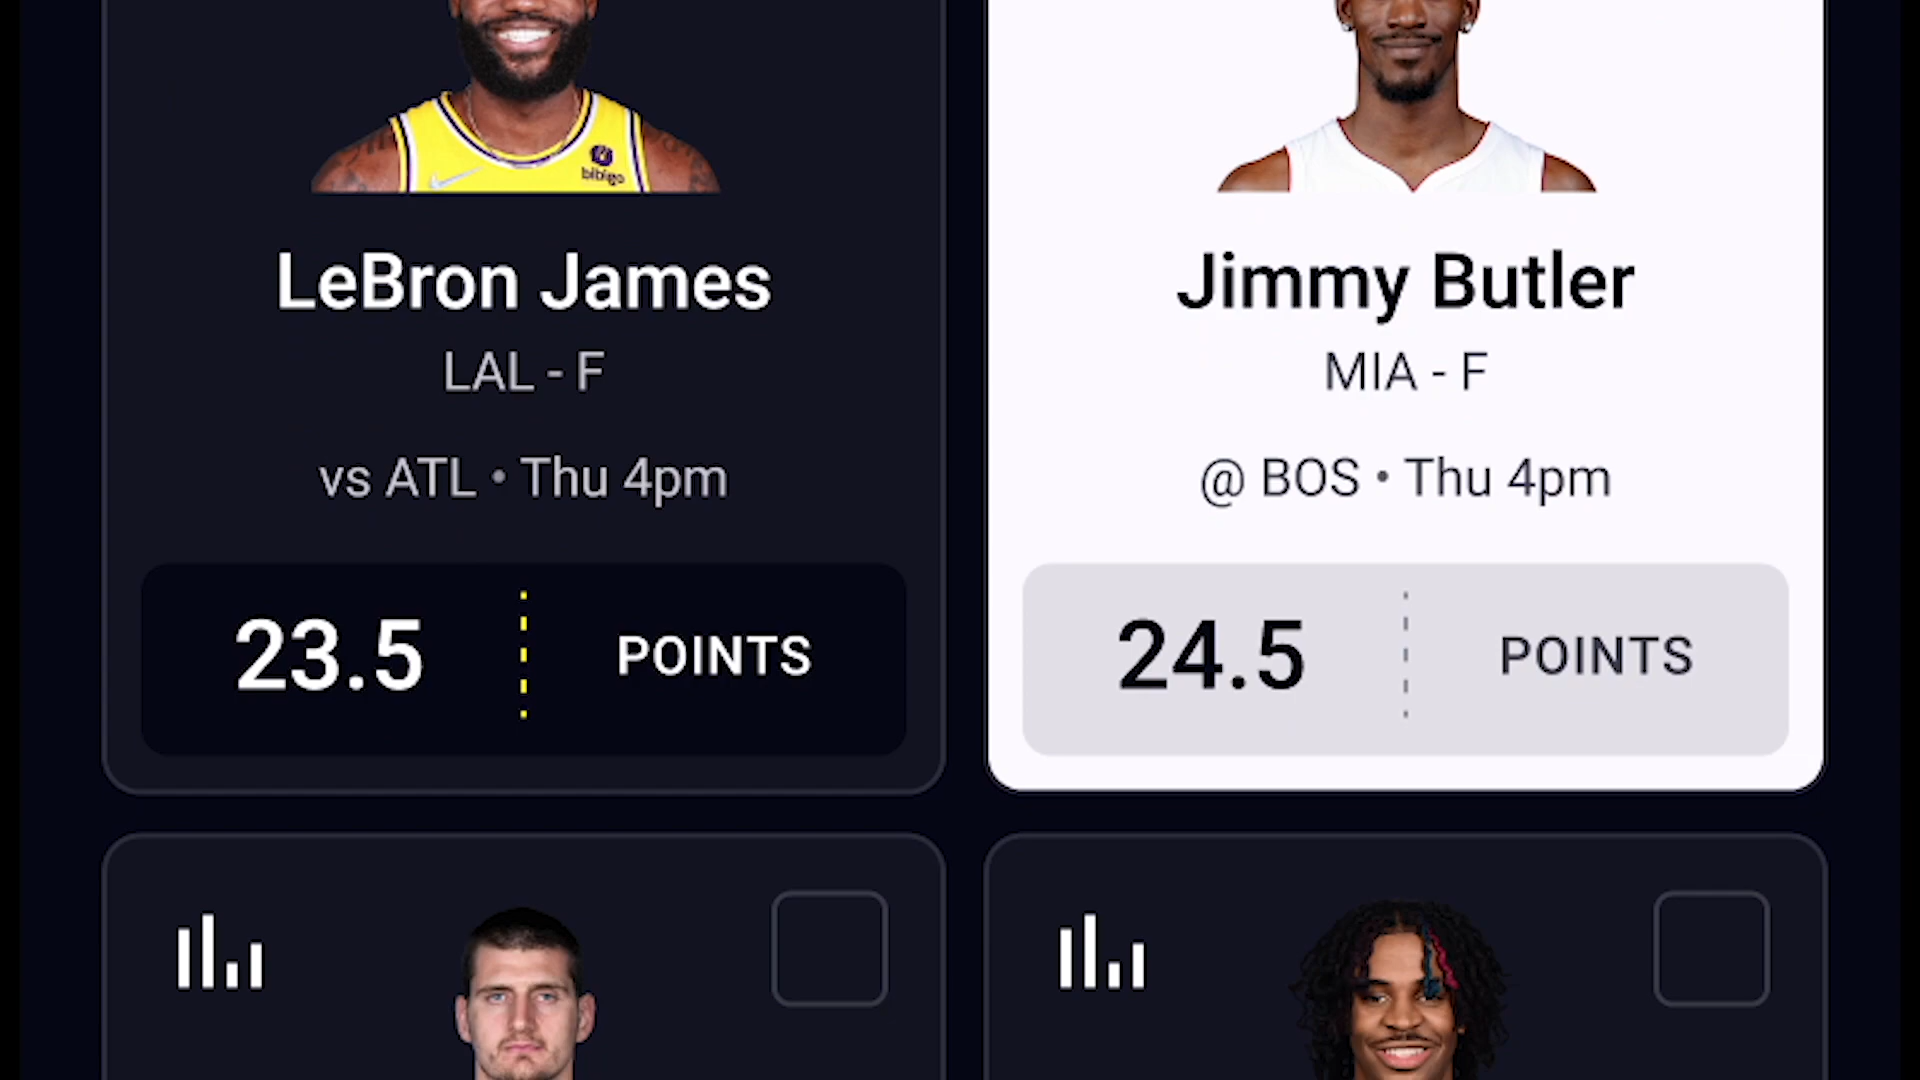 bibigo
LeBron James
LAL - F
vs ATL • Thu 4pm
23.5
POINTS
Jimmy Butler
MIA - F
@ BOS • Thu 4pm
24.5
POINTS